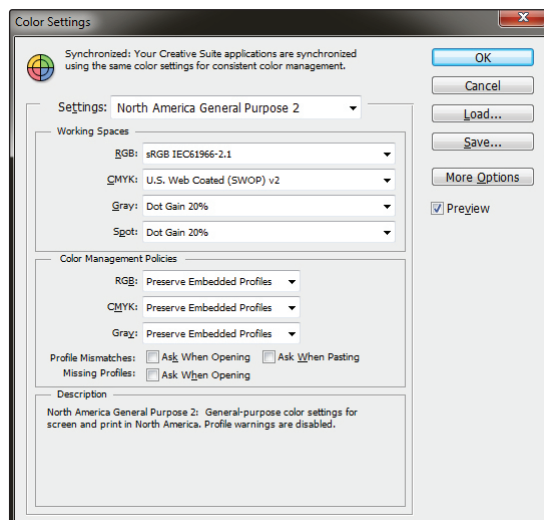 Color Settings
Synchronized: Your Creative Suite applications are synchronized
using the same color settings for consistent color management.
OK
Cancel
Load...
Save...
More Options
Preview
Settings: North America General Purpose 2
Working Spaces
RGB: sRGB IEC61966-2.1
CMYK: U.S. Web Coated (SWOP) v2
Gray: Dot Gain 20%
Spot: Dot Gain 20%
Color Management Policies
RGB: Preserve Embedded Profiles
CMYK: Preserve Embedded Profiles
Gray: Preserve Embedded Profiles
Profile Mismatches: Ask When Opening Ask When Pasting
Missing Profiles: Ask When Opening
Description
North America General Purpose 2: General-purpose color settings for
screen and print in North America. Profile warnings are disabled.